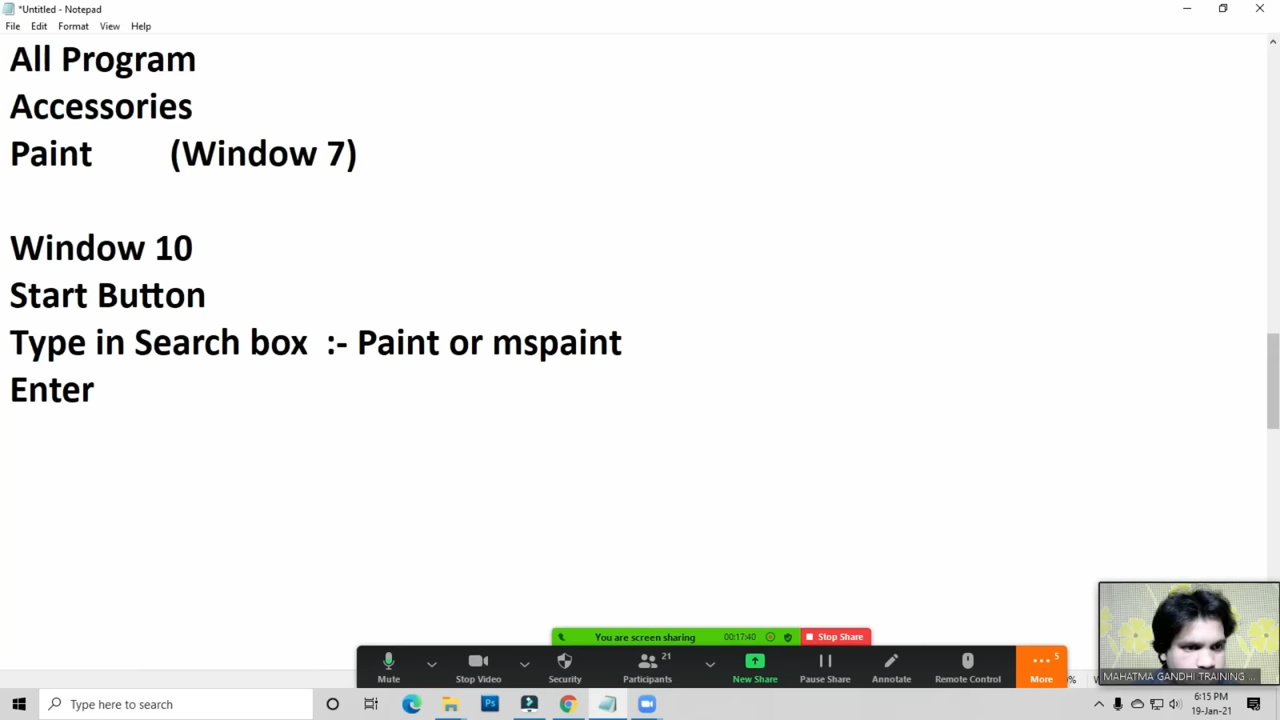 *Untitled - Notepad
File Edit Format View Help
All Program
Accessories
Paint (Window 7)
Window 10
Start Button
Type in Search box :- Paint or mspaint
Enter
You are screen sharing 00:17:40 Stop Share
21 5
Mute Stop Video Security Participants New Share Pause Share Annotate Remote Control More
MAHATMA GANDHI TRAINING ...
Type here to search
6:15 PM
19-Jan-21